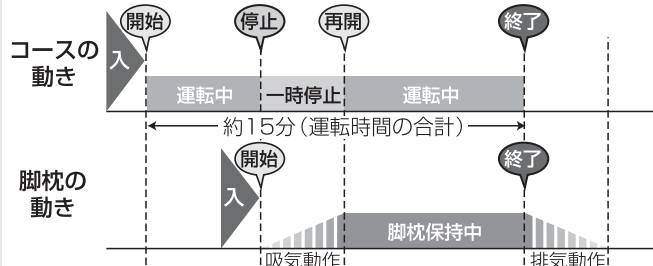 開始
停止
再開
終了
コースの
動き
入
運転中
一時停止
運転中
約15分(運転時間の合計)
開始
終了
脚枕の
動き
入
脚枕保持中
吸気動作
排気動作